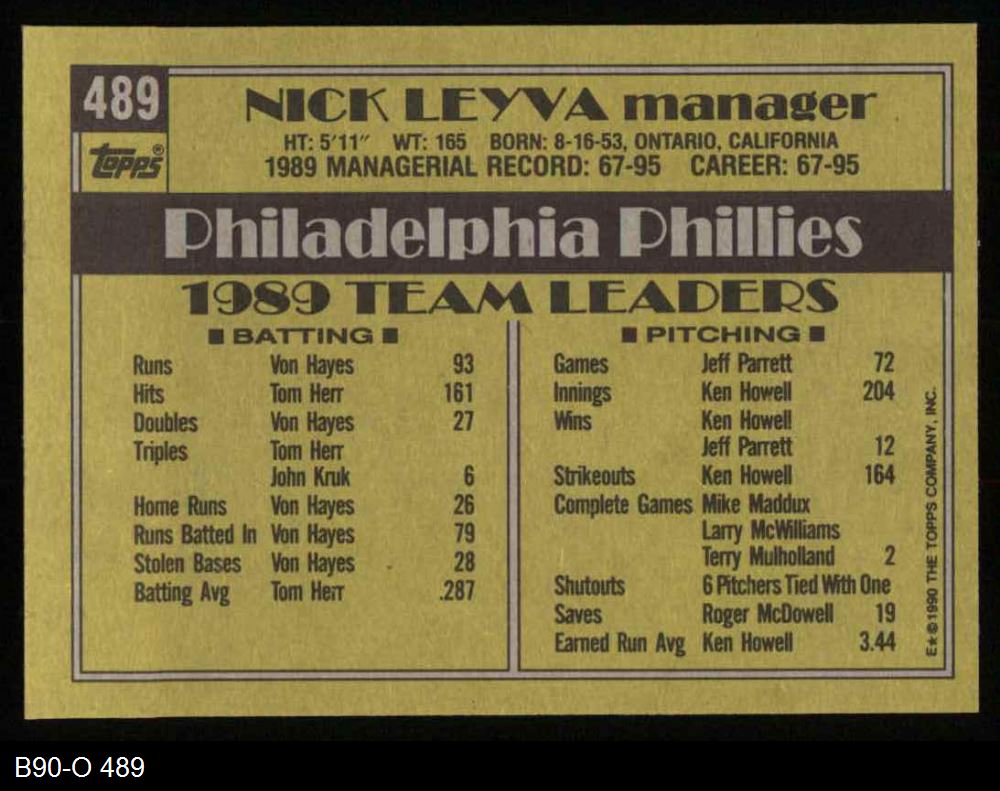 489
Topps®
NICK LEYVA manager
HT: 5'11" WT: 165 BORN: 8-16-53, ONTARIO, CALIFORNIA
1989 MANAGERIAL RECORD: 67-95 CAREER: 67-95
Philadelphia Phillies
1989 TEAM LEADERS
■ BATTING ■
Runs Von Hayes 93
Hits Tom Herr 161
Doubles Von Hayes 27
Triples Tom Herr
John Kruk 6
Home Runs Von Hayes 26
Runs Batted In Von Hayes 79
Stolen Bases Von Hayes 28
Batting Avg Tom Herr .287
■ PITCHING ■
Games Jeff Parrett 72
Innings Ken Howell 204
Wins Ken Howell
Jeff Parrett 12
Strikeouts Ken Howell 164
Complete Games Mike Maddux
Larry McWilliams
Terry Mulholland 2
Shutouts 6 Pitchers Tied With One
Saves Roger McDowell 19
Earned Run Avg Ken Howell 3.44
E★©1990 THE TOPPS COMPANY, INC.
B90-O 489